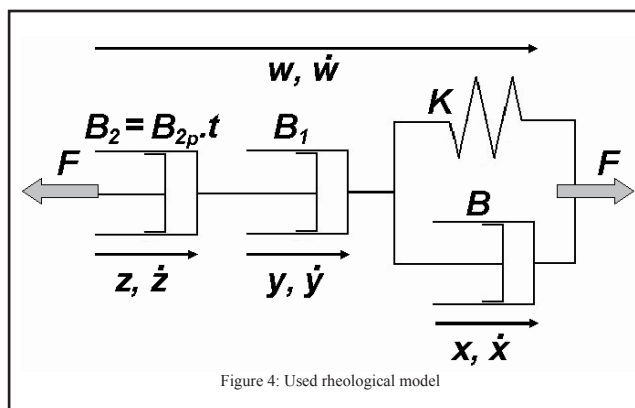 w, ẇ
K
B₂ = B₂ₚ.t
B₁
F
F
B
z, ż
y, ẏ
x, ẋ
Figure 4: Used rheological model